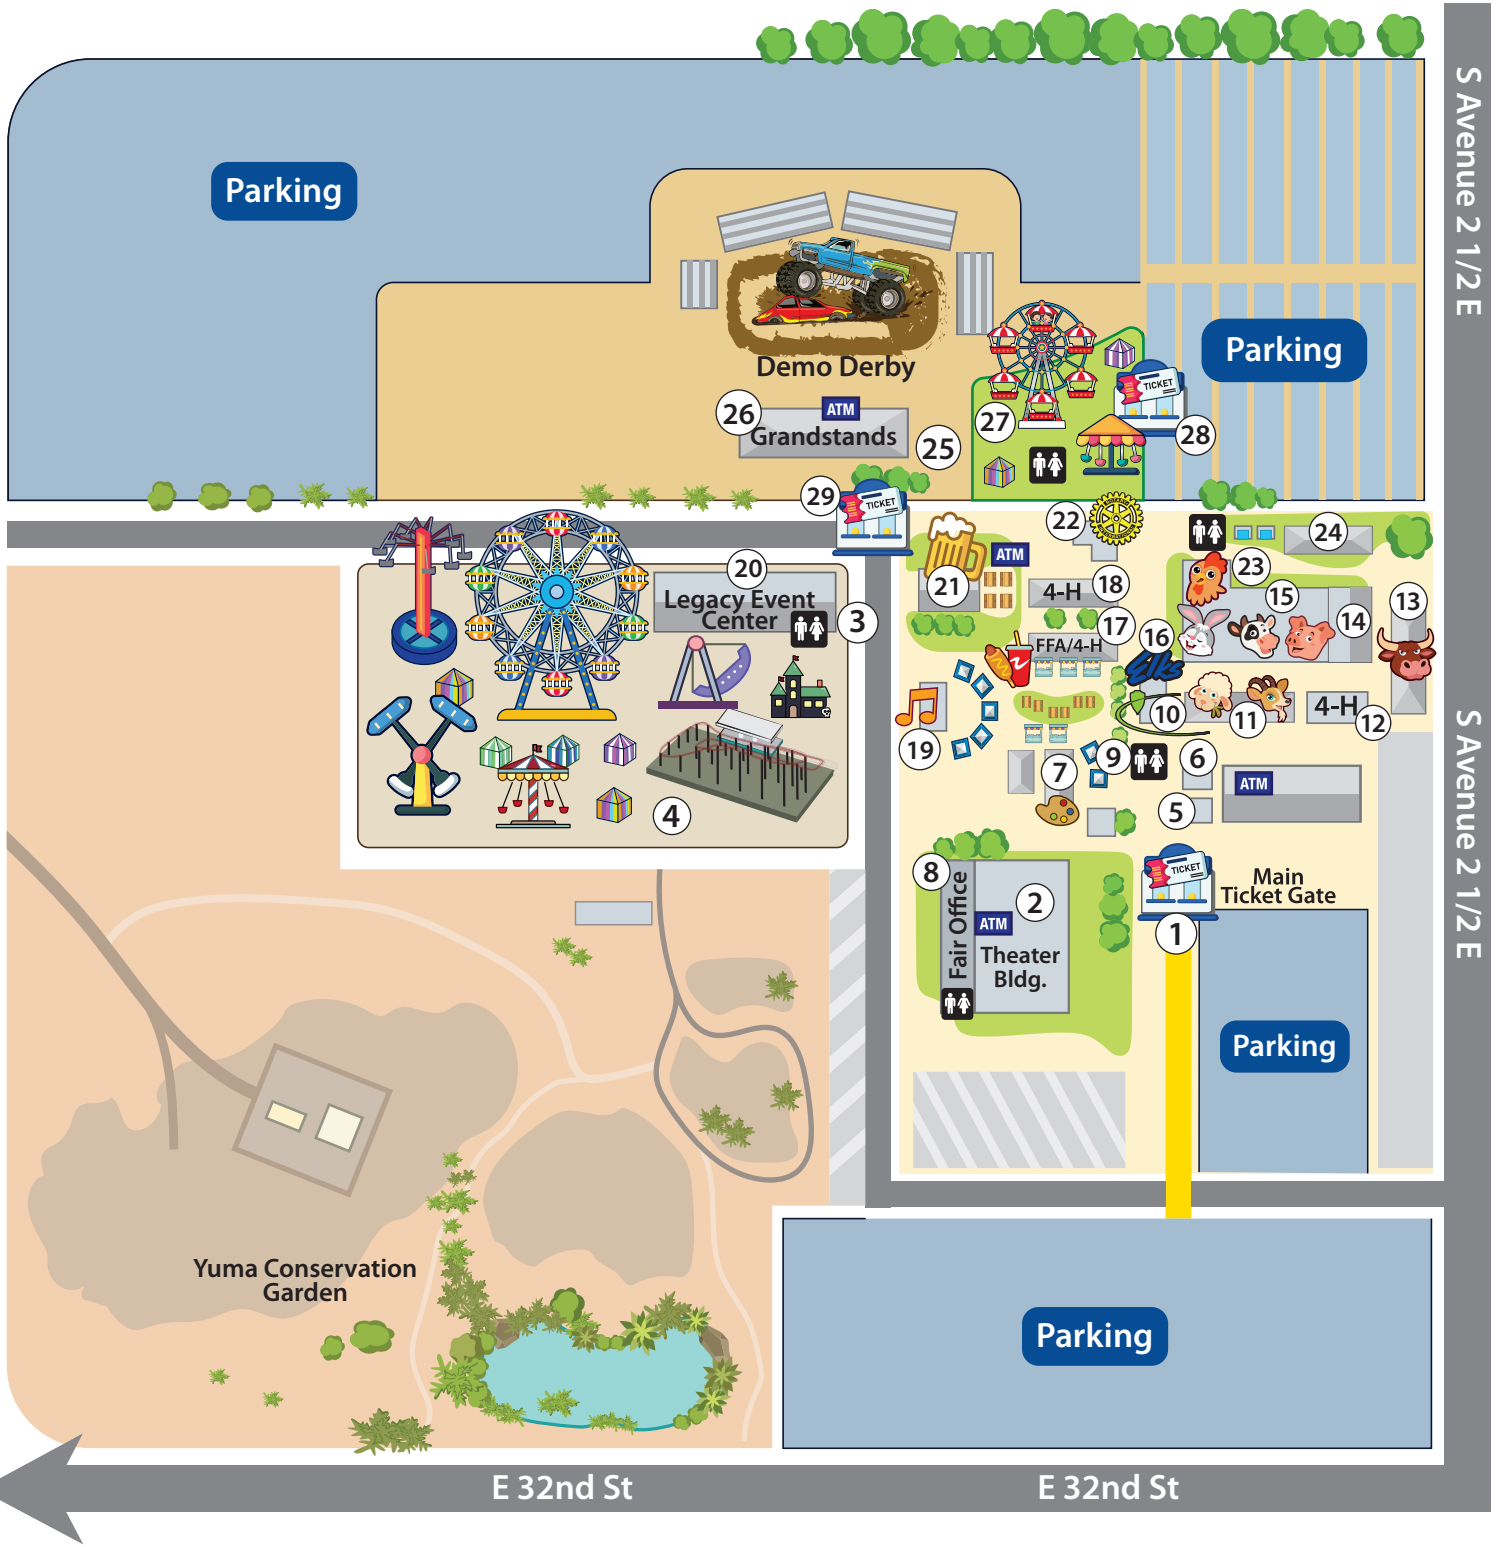 S Avenue 2 1/2 E
Parking
Parking
TICKET
Demo Derby
26
ATM
Grandstands
25
27
28
29
TICKET
22
ATM
21
24
23
20
Legacy Event
Center
3
4-H
18
15
14
13
17
16
FFA/4-H
Elks
19
10
11
4-H
12
9
6
7
ATM
5
4
8
Fair Office
2
ATM
Theater
Bldg.
TICKET
Main
Ticket Gate
1
S Avenue 2 1/2 E
Parking
Yuma Conservation
Garden
Parking
E 32nd St
E 32nd St